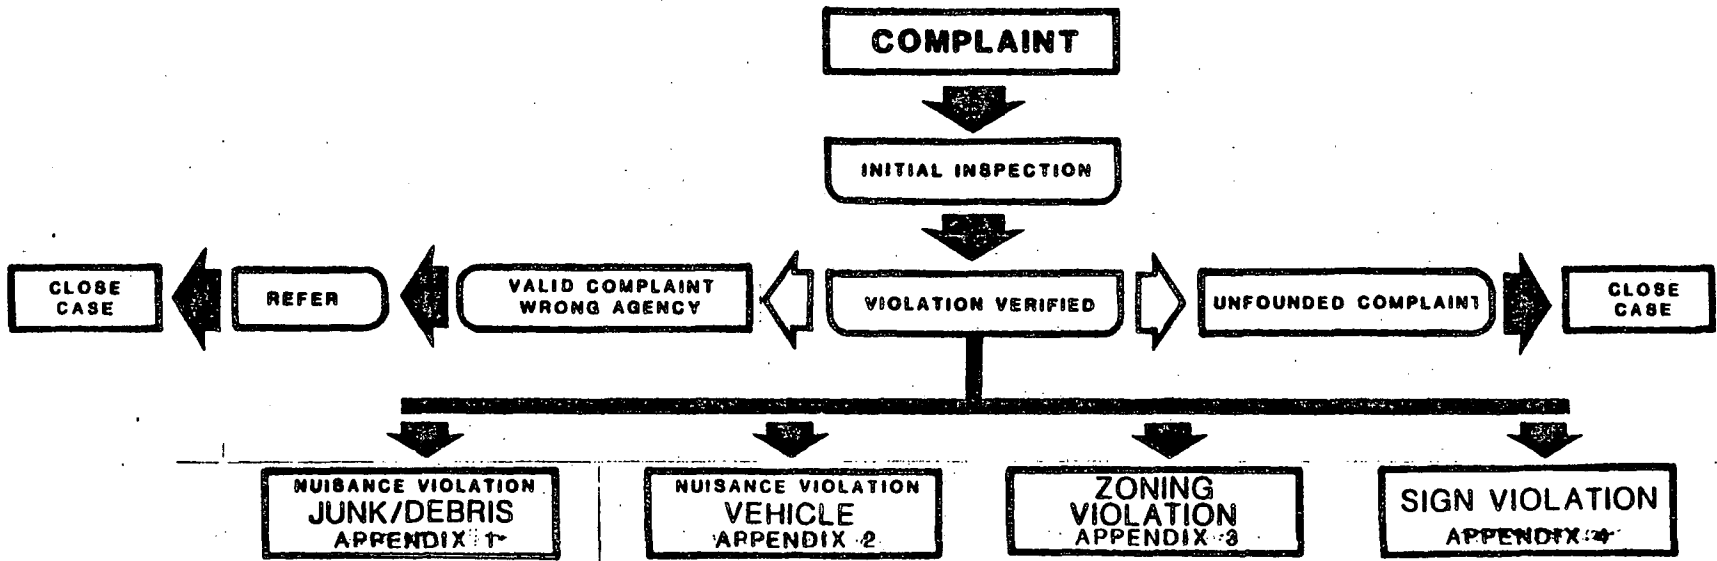 COMPLAINT
INITIAL INSPECTION
CLOSE
CASE
REFER
VALID COMPLAINT
WRONG AGENCY
VIOLATION VERIFIED
UNFOUNDED COMPLAINT
CLOSE
CASE
NUISANCE VIOLATION
JUNK/DEBRIS
APPENDIX 1
NUISANCE VIOLATION
VEHICLE
APPENDIX 2
ZONING
VIOLATION
APPENDIX 3
SIGN VIOLATION
APPENDIX 4